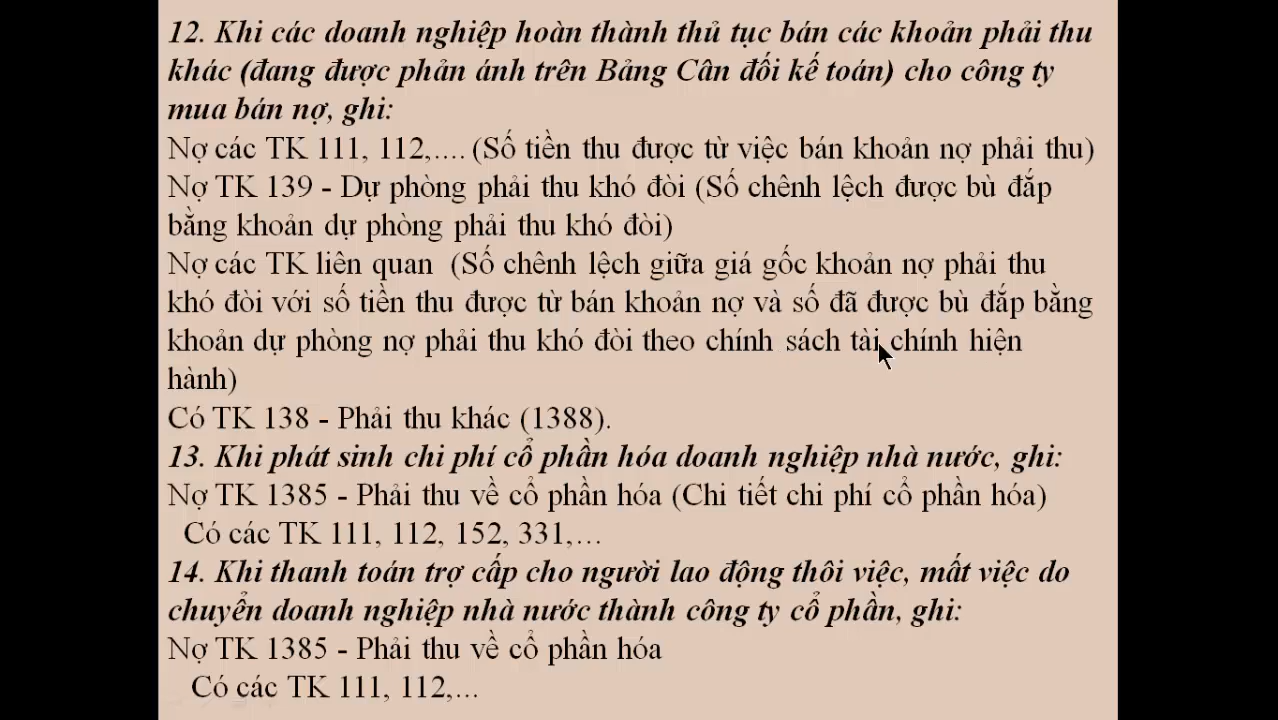 12. Khi các doanh nghiệp hoàn thành thủ tục bán các khoản phải thu
khác (đang được phản ánh trên Bảng Cân đối kế toán) cho công ty
mua bán nợ, ghi:
Nợ các TK 111, 112,.... (Số tiền thu được từ việc bán khoản nợ phải thu)
Nợ TK 139 - Dự phòng phải thu khó đòi (Số chênh lệch được bù đắp
bằng khoản dự phòng phải thu khó đòi)
Nợ các TK liên quan  (Số chênh lệch giữa giá gốc khoản nợ phải thu
khó đòi với số tiền thu được từ bán khoản nợ và số đã được bù đắp bằng
khoản dự phòng nợ phải thu khó đòi theo chính sách tài chính hiện
hành)
Có TK 138 - Phải thu khác (1388).
13. Khi phát sinh chi phí cổ phần hóa doanh nghiệp nhà nước, ghi:
Nợ TK 1385 - Phải thu về cổ phần hóa (Chi tiết chi phí cổ phần hóa)
Có các TK 111, 112, 152, 331,...
14. Khi thanh toán trợ cấp cho người lao động thôi việc, mất việc do
chuyển doanh nghiệp nhà nước thành công ty cổ phần, ghi:
Nợ TK 1385 - Phải thu về cổ phần hóa
Có các TK 111, 112,...